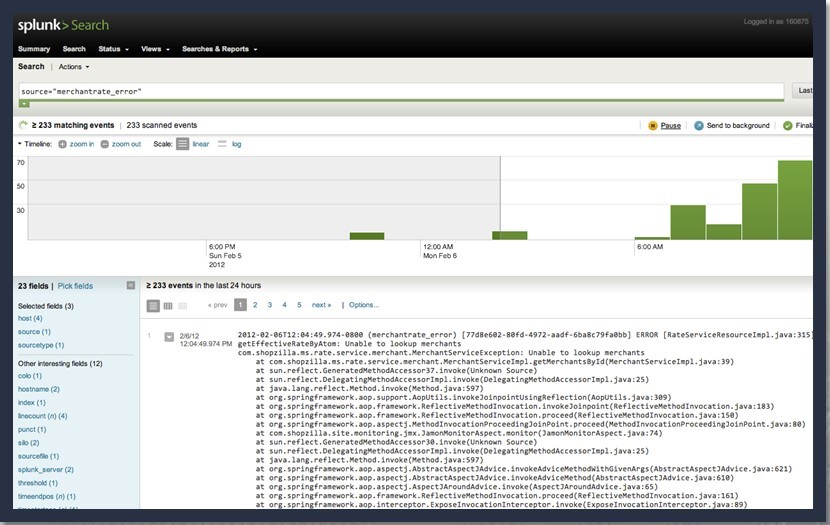 splunk> Search
Logged in as 160875
Summary Search Status Views Searches & Reports
Search | Actions
source="merchantrate_error"
Last
≥ 233 matching events | 233 scanned events
Pause Send to background Finali
Timeline: zoom in zoom out Scale: linear log
70
50
30
6:00 PM
Sun Feb 5
2012
12:00 AM
Mon Feb 6
6:00 AM
23 fields | Pick fields
≥ 233 events in the last 24 hours
« prev 1 2 3 4 5 next » | Options...
Selected fields (3)
host (4)
source (1)
sourcetype (1)
Other interesting fields (12)
colo (1)
hostname (2)
index (1)
linecount (n) (4)
punct (1)
silo (2)
sourcefile (1)
splunk_server (2)
threshold (1)
timeendpos (n) (1)
1
2/6/12
12:04:49.974 PM
2012-02-06T12:04:49.974-0800 (merchantrate_error) [77d8e602-80fd-4972-aadf-6ba8c79fa0bb] ERROR [RateServiceResourceImpl.java:315]
getEffectiveRateByAtom: Unable to lookup merchants
com.shopzilla.ms.rate.service.merchant.MerchantServiceException: Unable to lookup merchants
at com.shopzilla.ms.rate.service.merchant.MerchantServiceImpl.getMerchantsById(MerchantServiceImpl.java:39)
at sun.reflect.GeneratedMethodAccessor37.invoke(Unknown Source)
at sun.reflect.DelegatingMethodAccessorImpl.invoke(DelegatingMethodAccessorImpl.java:25)
at java.lang.reflect.Method.invoke(Method.java:597)
at org.springframework.aop.support.AopUtils.invokeJoinpointUsingReflection(AopUtils.java:309)
at org.springframework.aop.framework.ReflectiveMethodInvocation.invokeJoinpoint(ReflectiveMethodInvocation.java:183)
at org.springframework.aop.framework.ReflectiveMethodInvocation.proceed(ReflectiveMethodInvocation.java:150)
at org.springframework.aop.aspectj.MethodInvocationProceedingJoinPoint.proceed(MethodInvocationProceedingJoinPoint.java:80)
at com.shopzilla.site.monitoring.jmx.JamonMonitorAspect.monitor(JamonMonitorAspect.java:74)
at sun.reflect.GeneratedMethodAccessor30.invoke(Unknown Source)
at sun.reflect.DelegatingMethodAccessorImpl.invoke(DelegatingMethodAccessorImpl.java:25)
at java.lang.reflect.Method.invoke(Method.java:597)
at org.springframework.aop.aspectj.AbstractAspectJAdvice.invokeAdviceMethodWithGivenArgs(AbstractAspectJAdvice.java:621)
at org.springframework.aop.aspectj.AbstractAspectJAdvice.invokeAdviceMethod(AbstractAspectJAdvice.java:610)
at org.springframework.aop.aspectj.AspectJAroundAdvice.invoke(AspectJAroundAdvice.java:65)
at org.springframework.aop.framework.ReflectiveMethodInvocation.proceed(ReflectiveMethodInvocation.java:161)
at org.springframework.aop.interceptor.ExposeInvocationInterceptor.invoke(ExposeInvocationInterceptor.java:89)